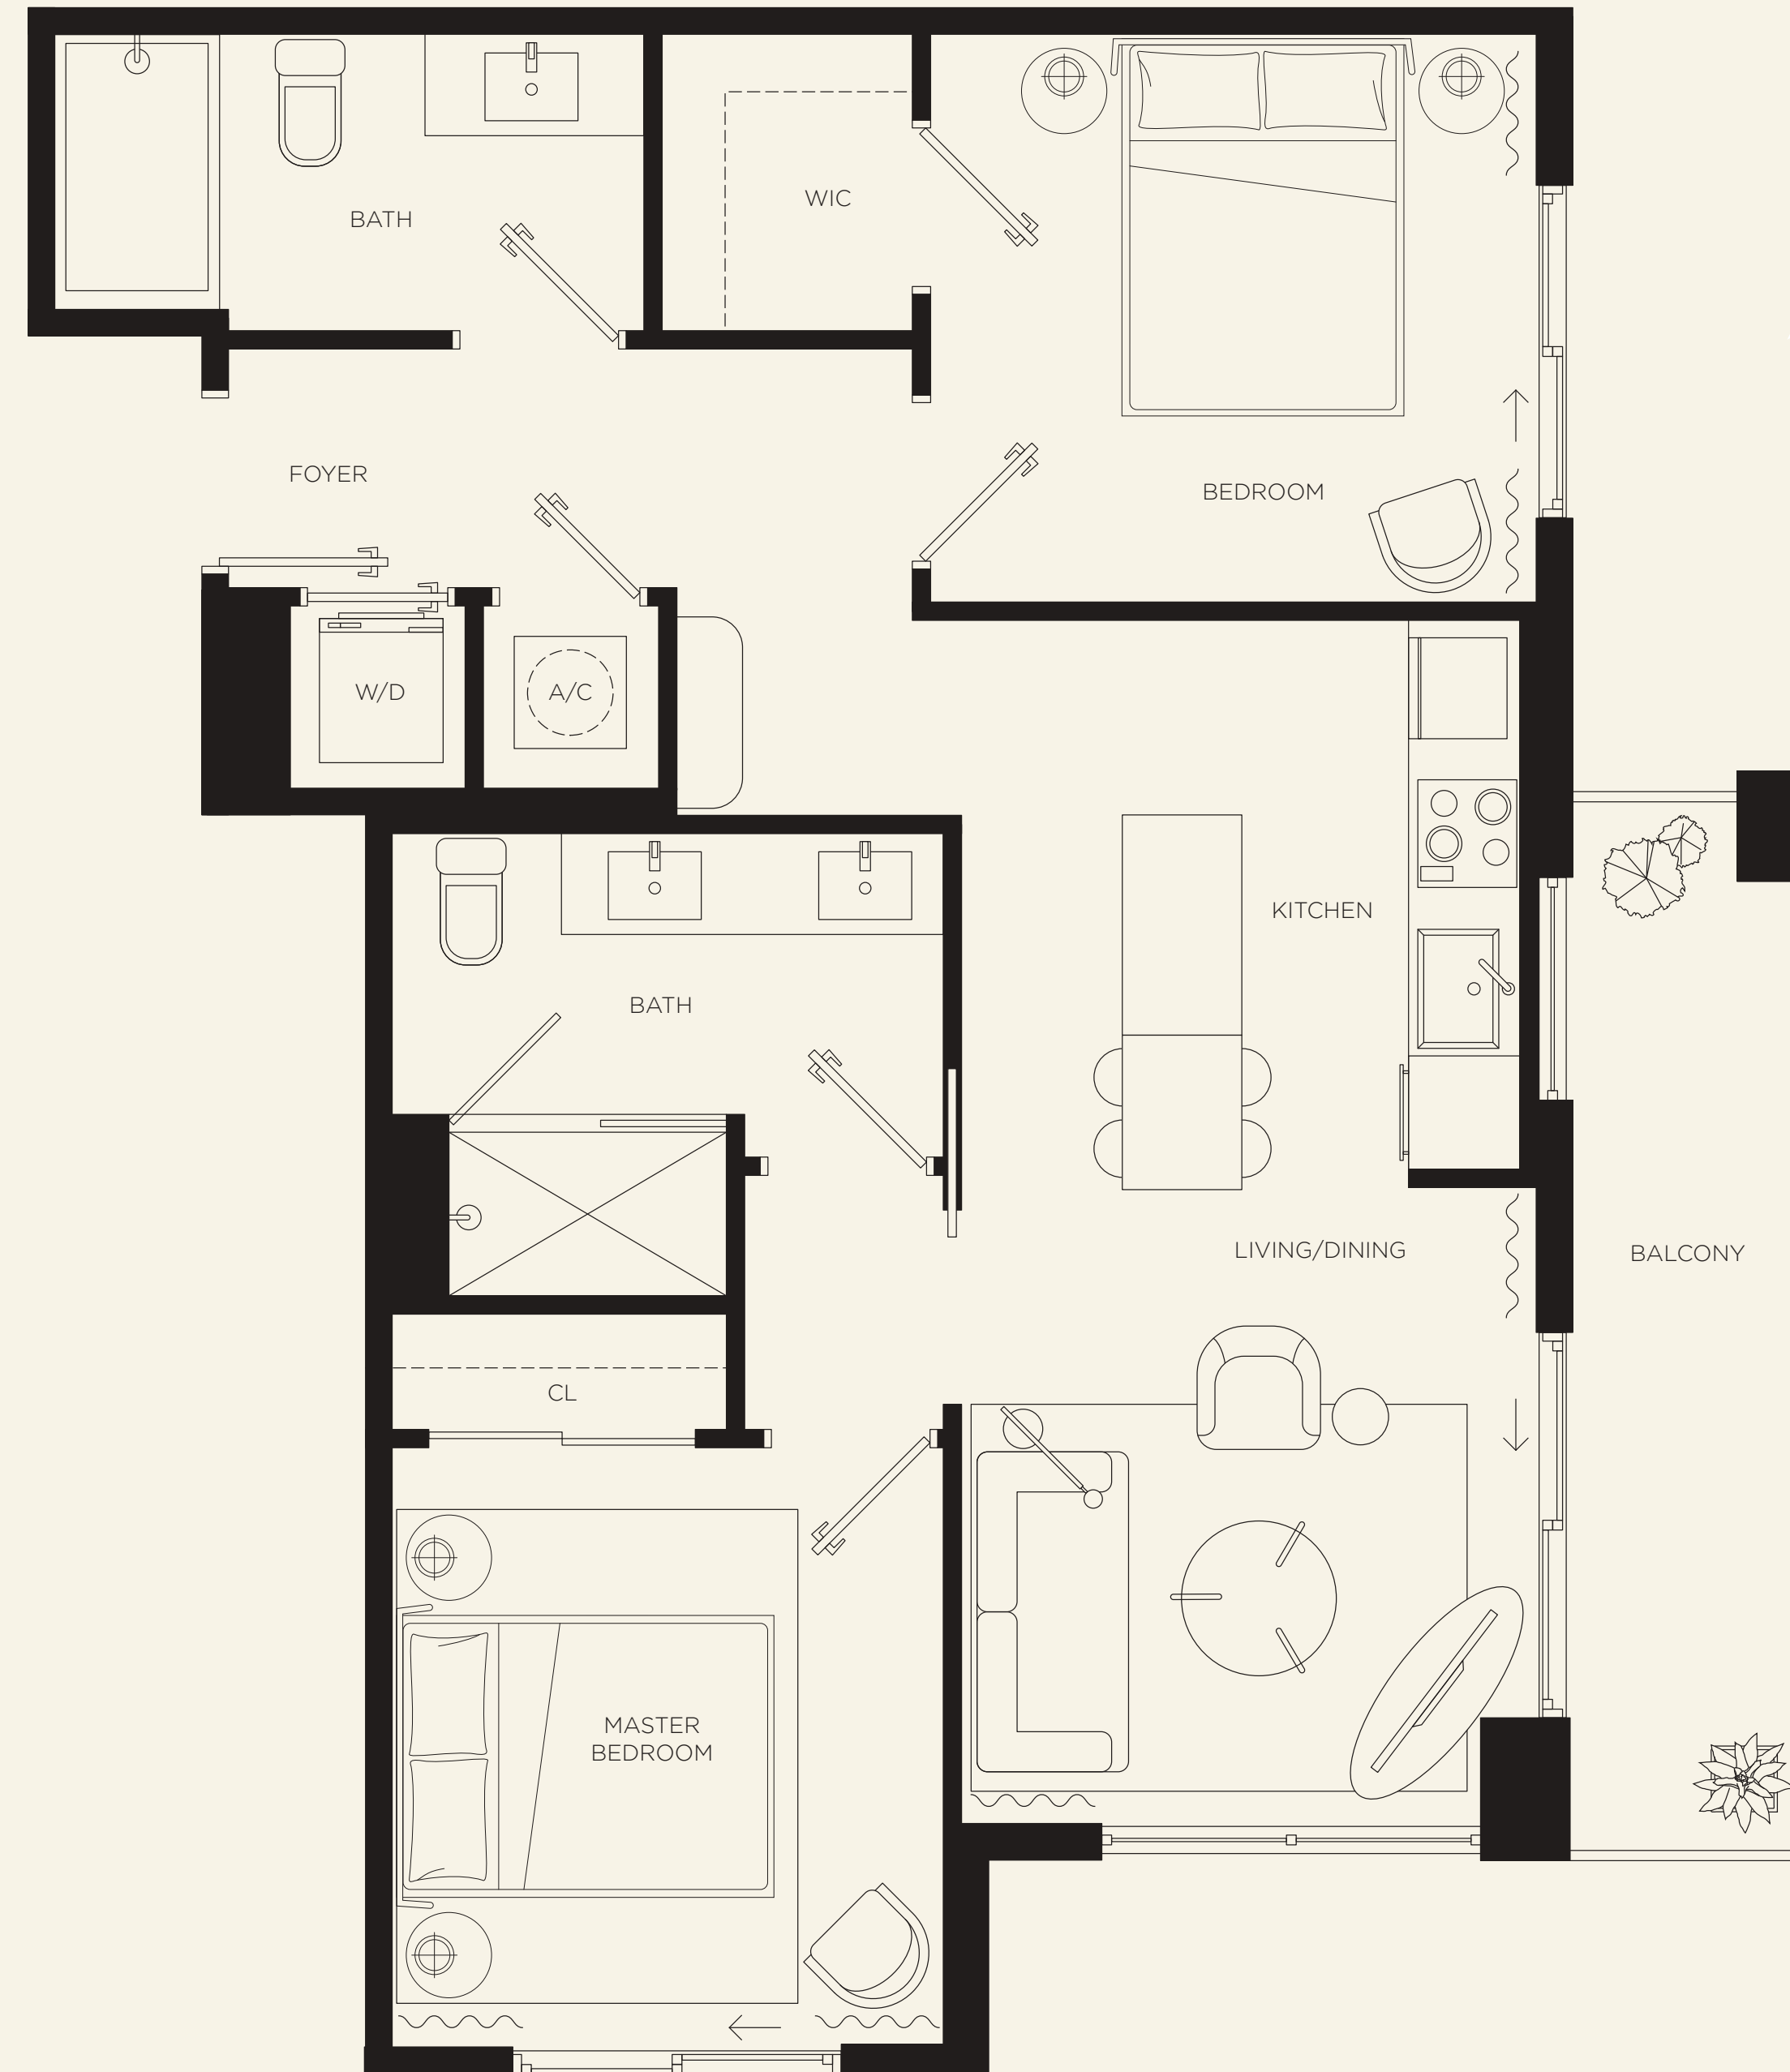 WIC
BATH
FOYER
BEDROOM
W/D
A/C
KITCHEN
BATH
LIVING/DINING
BALCONY
CL
MASTER
BEDROOM